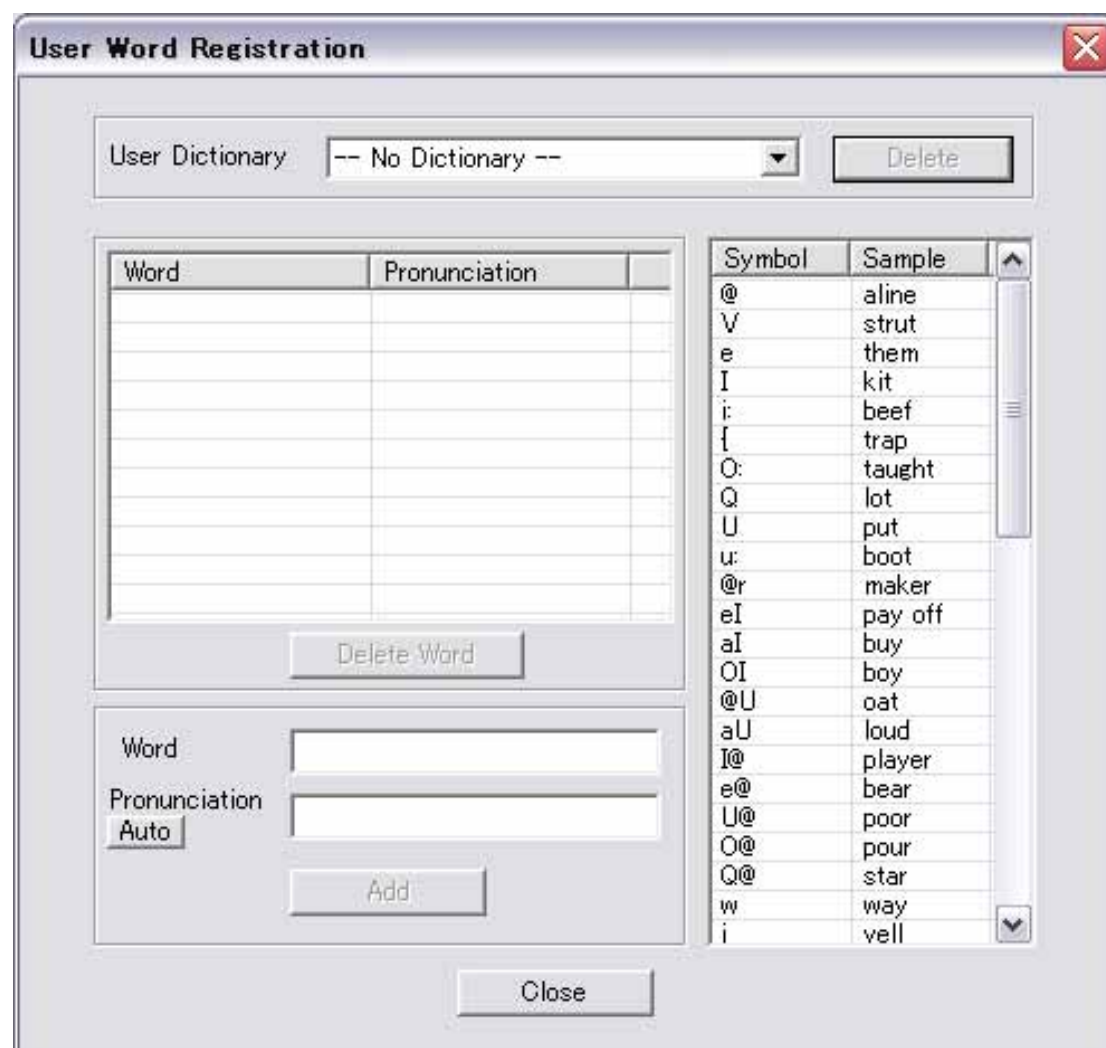 User Word Registration
User Dictionary -- No Dictionary -- Delete
Word Pronunciation
Delete Word
Word
Pronunciation
Auto
Add
Symbol Sample
@ aline
V strut
e them
I kit
i: beef
{ trap
O: taught
Q lot
U put
u: boot
@r maker
eI pay off
aI buy
OI boy
@U oat
aU loud
I@ player
e@ bear
U@ poor
O@ pour
Q@ star
w way
j yell
Close